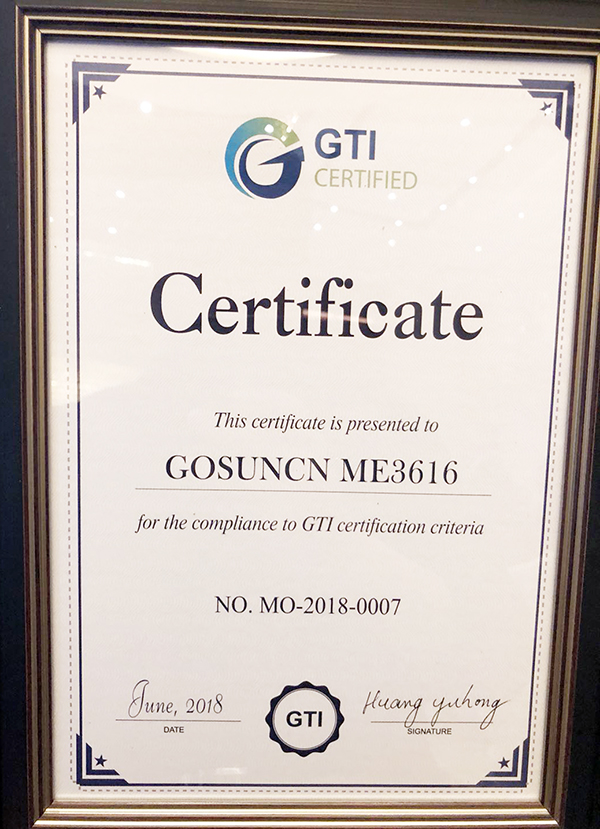 GTI
CERTIFIED
Certificate
This certificate is presented to
GOSUNCN ME3616
for the compliance to GTI certification criteria
NO. MO-2018-0007
June, 2018
DATE
GTI
Huang yuhong
SIGNATURE